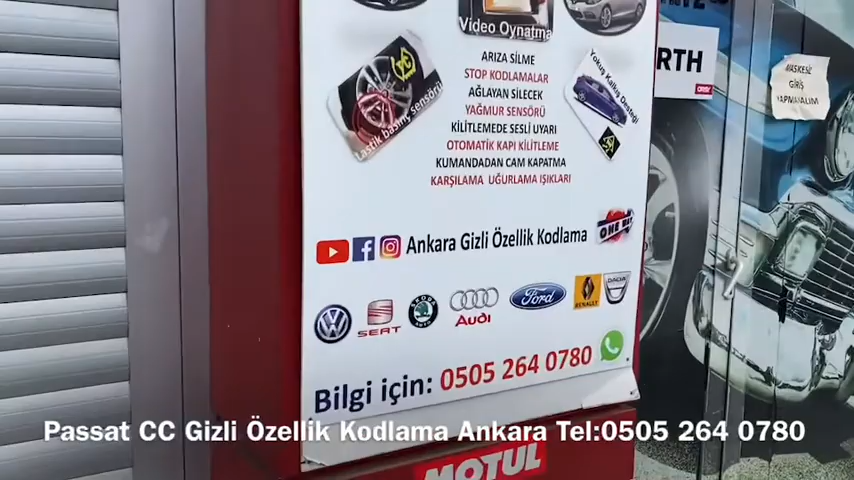 Video Oynatma
ARIZA SİLME
STOP KODLAMALAR
AĞLAYAN SİLECEK
YAĞMUR SENSÖRÜ
KİLİTLEMEDE SESLİ UYARI
OTOMATİK KAPI KİLİTLEME
KUMANDADAN CAM KAPATMA
KARŞILAMA UĞURLAMA IŞIKLARI
Lastik basınç sensörü
Yokuş Kalkış Desteği
RTH
MASKESİZ
GİRİŞ
YAPMAYALIM
Ankara Gizli Özellik Kodlama
SEAT
SKODA
AUTO
Audi
Ford
RENAULT
DACIA
Bilgi için: 0505 264 0780
Passat CC Gizli Özellik Kodlama Ankara Tel:0505 264 0780
MOTUL